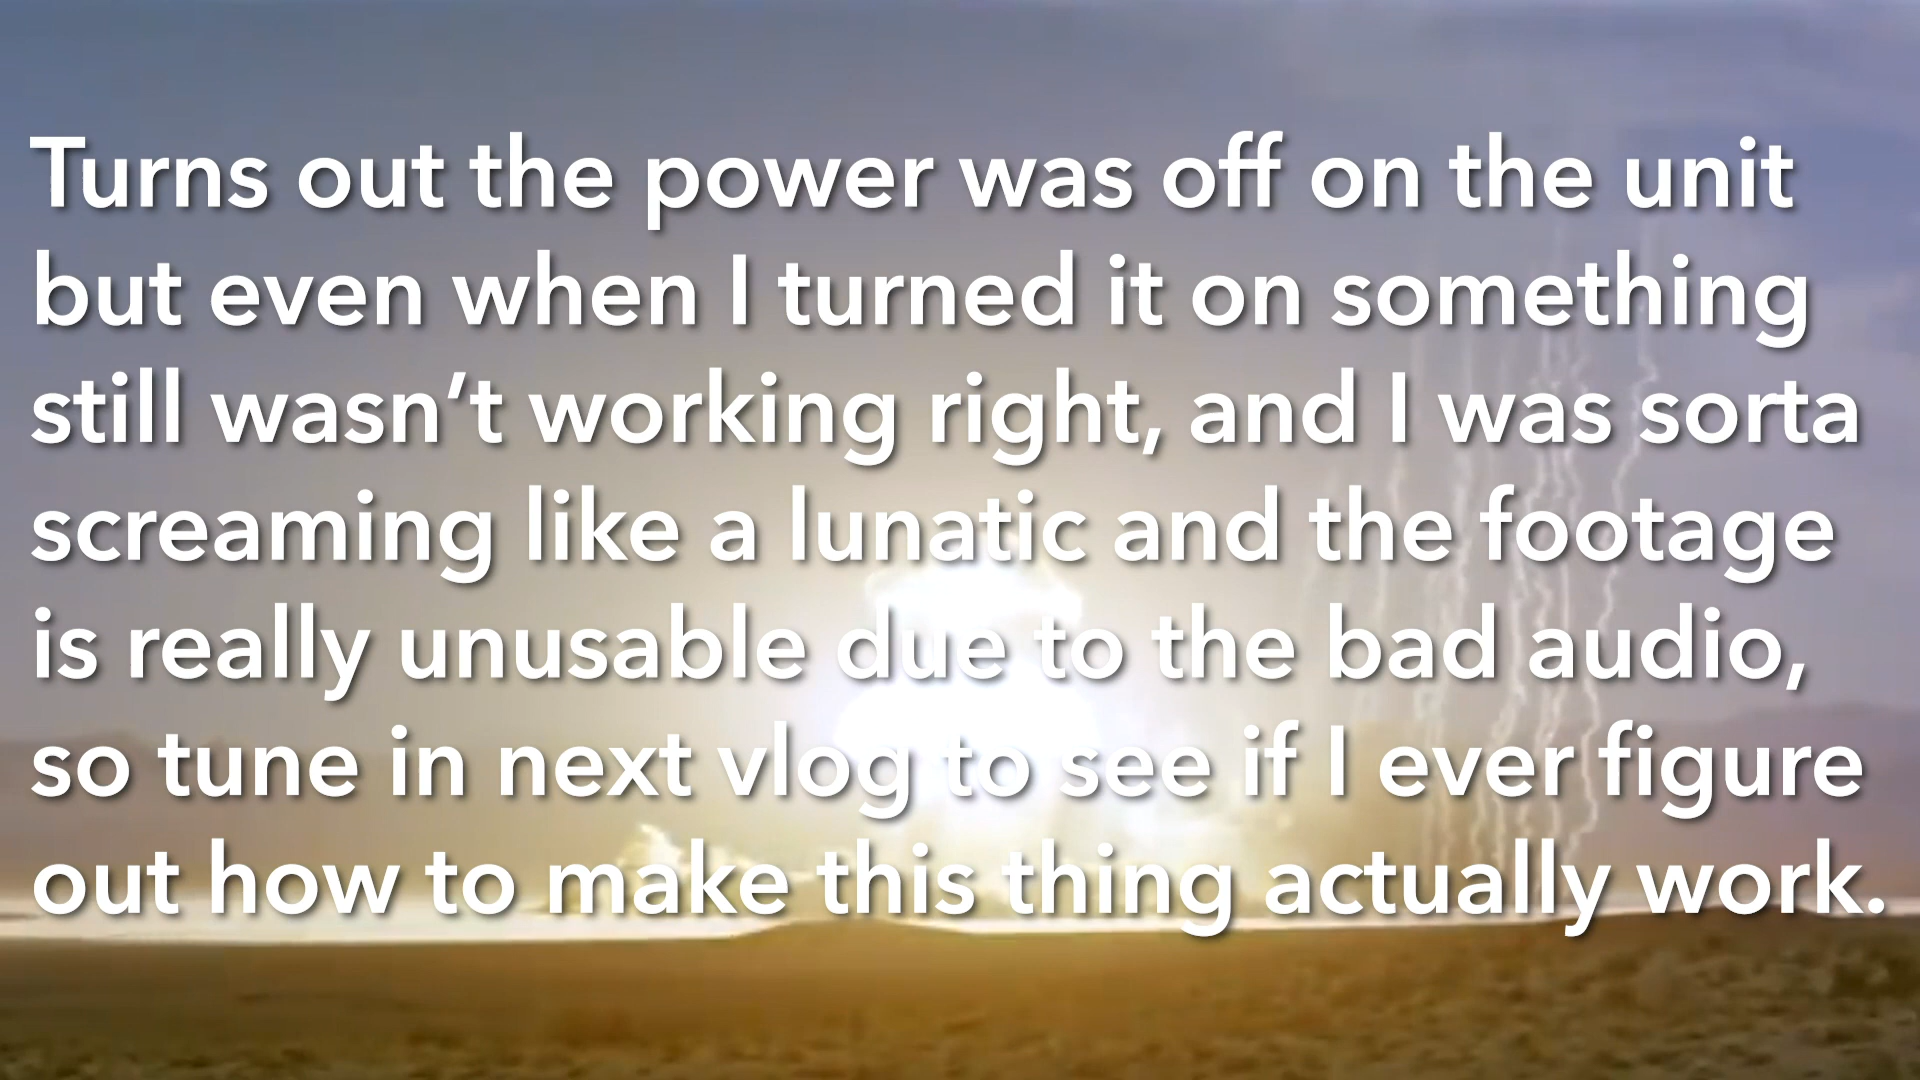 Turns out the power was off on the unit
but even when I turned it on something
still wasn’t working right, and I was sorta
screaming like a lunatic and the footage
is really unusable due to the bad audio,
so tune in next vlog to see if I ever figure
out how to make this thing actually work.